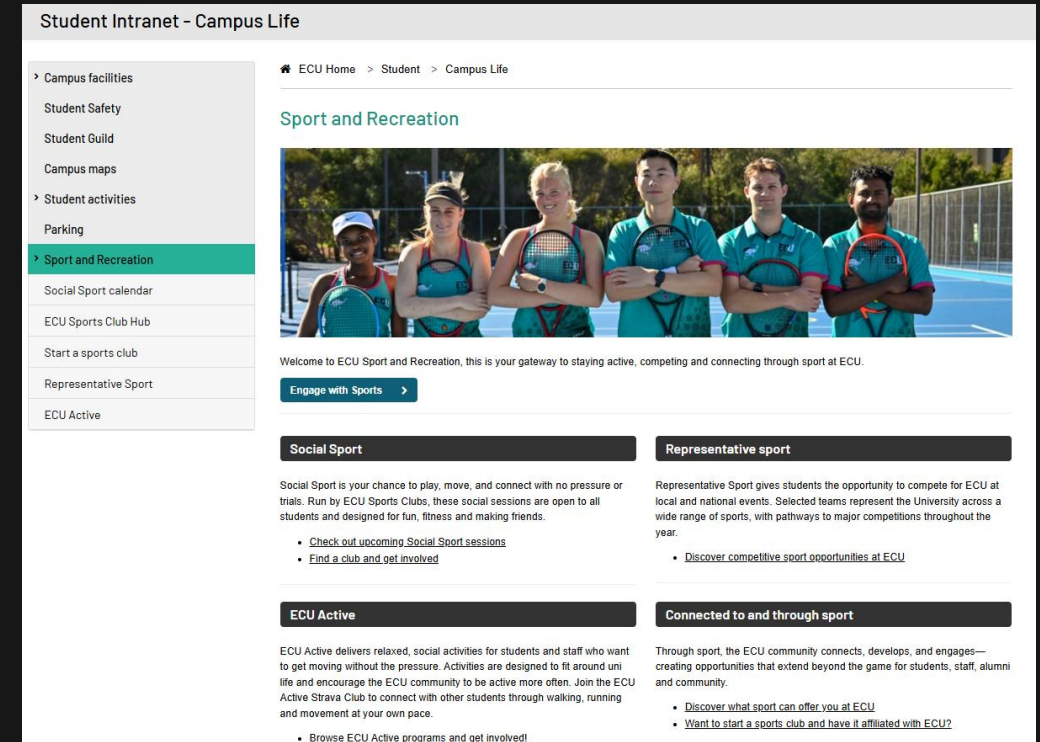 Student Intranet - Campus Life
Campus facilities
Student Safety
Student Guild
Campus maps
Student activities
Parking
Sport and Recreation
Social Sport calendar
ECU Sports Club Hub
Start a sports club
Representative Sport
ECU Active
ECU Home > Student > Campus Life
Sport and Recreation
Welcome to ECU Sport and Recreation, this is your gateway to staying active, competing and connecting through sport at ECU.
Engage with Sports
Social Sport
Social Sport is your chance to play, move, and connect with no pressure or
trials. Run by ECU Sports Clubs, these social sessions are open to all
students and designed for fun, fitness and making friends.
• Check out upcoming Social Sport sessions
• Find a club and get involved
Representative sport
Representative Sport gives students the opportunity to compete for ECU at
local and national events. Selected teams represent the University across a
wide range of sports, with pathways to major competitions throughout the
year.
• Discover competitive sport opportunities at ECU
ECU Active
ECU Active delivers relaxed, social activities for students and staff who want
to get moving without the pressure. Activities are designed to fit around uni
life and encourage the ECU community to be active more often. Join the ECU
Active Strava Club to connect with other students through walking, running
and movement at your own pace.
• Browse ECU Active programs and get involved!
Connected to and through sport
Through sport, the ECU community connects, develops, and engages—
creating opportunities that extend beyond the game for students, staff, alumni
and community.
• Discover what sport can offer you at ECU
• Want to start a sports club and have it affiliated with ECU?